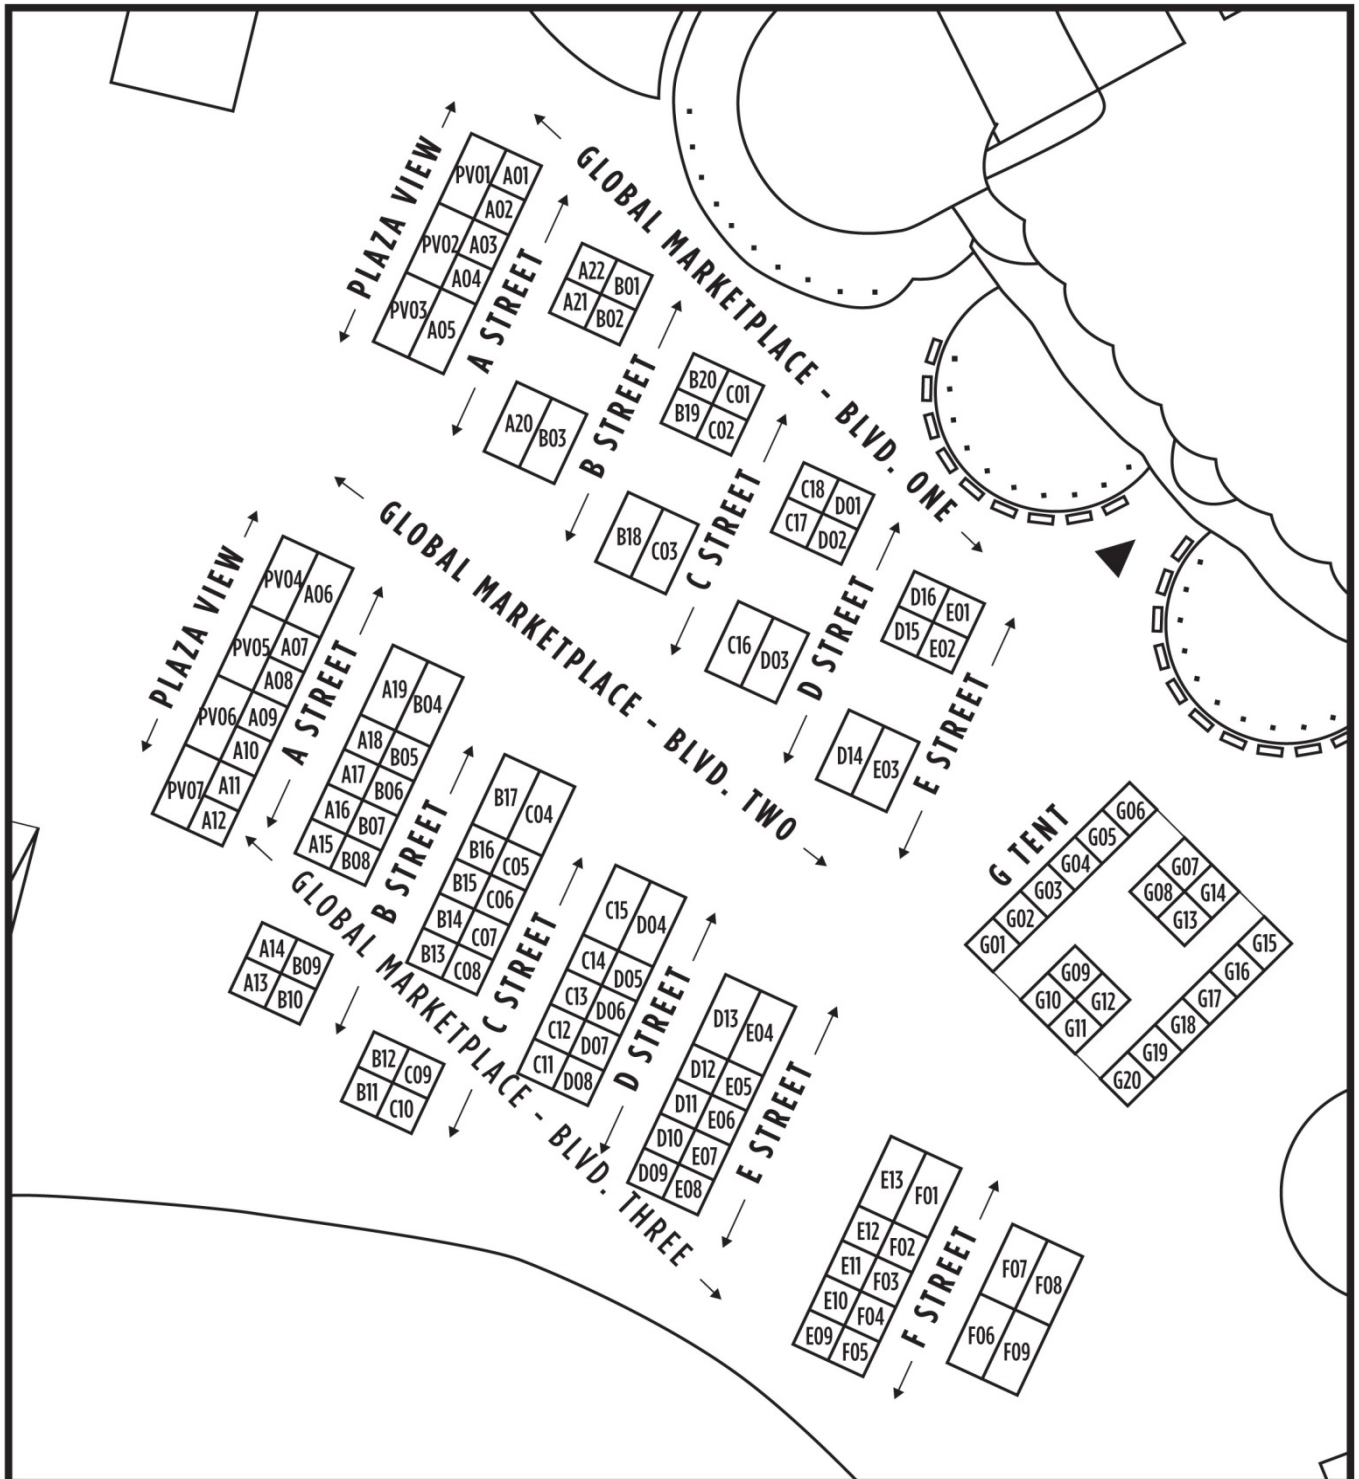 PLAZA VIEW
PV01 A01
A02
PV02 A03
A04
PV03 A05
A STREET
GLOBAL MARKETPLACE - BLVD. ONE
A22 B01
A21 B02
A20 B03
B STREET
B20 C01
B19 C02
B18 C03
C STREET
C18 D01
C17 D02
C16 D03
D STREET
D16 E01
D15 E02
D14 E03
E STREET
GLOBAL MARKETPLACE - BLVD. TWO
PLAZA VIEW
PV04 A06
PV05 A07
A08
PV06 A09
A10
PV07 A11
A12
A STREET
A19 B04
A18 B05
A17 B06
A16 B07
A15 B08
B STREET
B17 C04
B16 C05
B15 C06
B14 C07
B13 C08
C STREET
C15 D04
C14 D05
C13 D06
C12 D07
C11 D08
D STREET
D13 E04
D12 E05
D11 E06
D10 E07
D09 E08
E STREET
GLOBAL MARKETPLACE - BLVD. THREE
A14 B09
A13 B10
B12 C09
B11 C10
E13 F01
E12 F02
E11 F03
E10 F04
E09 F05
F STREET
F07 F08
F06 F09
G TENT
G06
G05
G04
G03
G02
G01
G07
G08 G14
G13
G09
G10 G12
G11
G15
G16
G17
G18
G19
G20